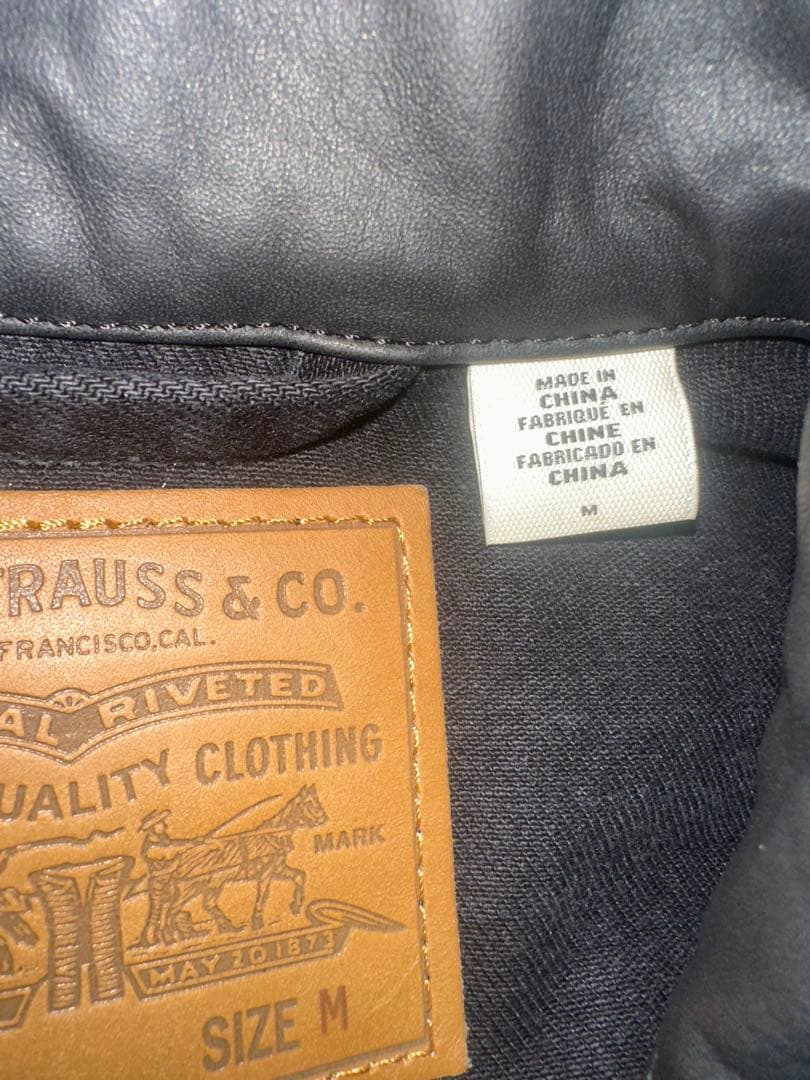 MADE IN
CHINA
FABRIQUÉ EN
CHINE
FABRICADO EN
CHINA
M
TRAUSS & CO.
FRANCISCO, CAL.
AL RIVETED
UALITY CLOTHING
MARK
MAY 20 1873
SIZE M